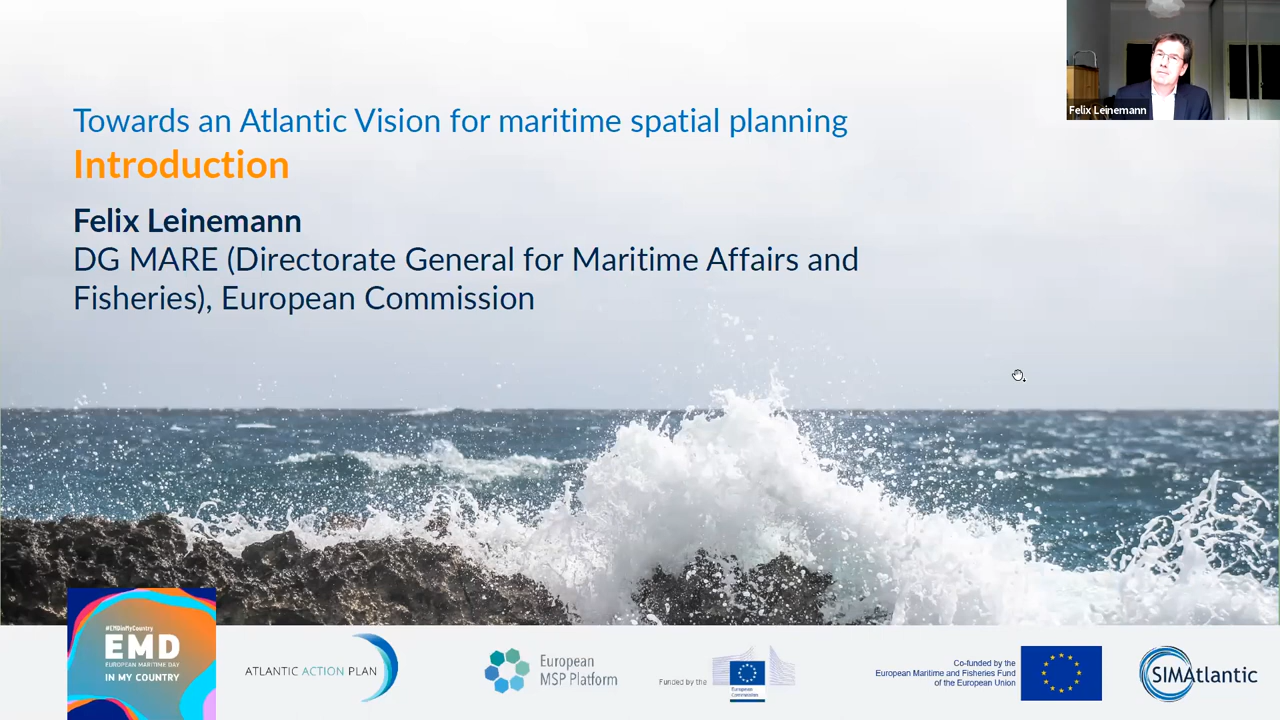 Felix Leinemann
Towards an Atlantic Vision for maritime spatial planning
Introduction
Felix Leinemann
DG MARE (Directorate General for Maritime Affairs and
Fisheries), European Commission
#EMDinMyCountry
EMD
EUROPEAN MARITIME DAY
IN MY COUNTRY
ATLANTIC ACTION PLAN
European
MSP Platform
Funded by the
European
Commission
Co-funded by the
European Maritime and Fisheries Fund
of the European Union
SIMAtlantic